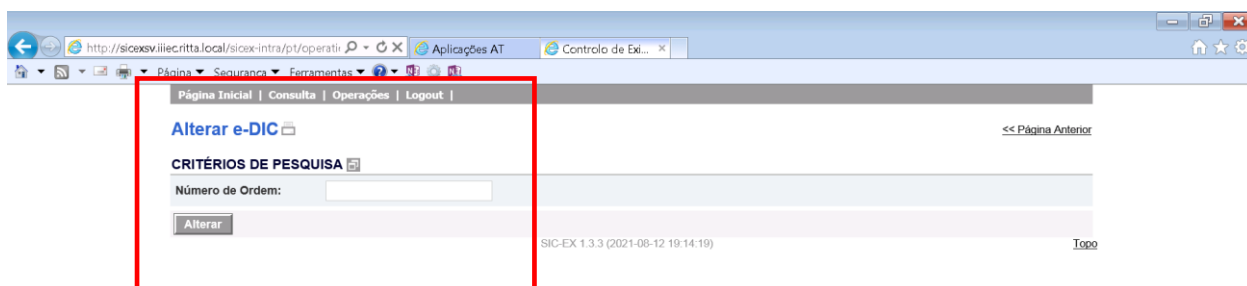 http://sicexsv.iiiec.ritta.local/sicex-intra/pt/operati Aplicações AT Controlo de Exi...
Página Segurança Ferramentas
Página Inicial | Consulta | Operações | Logout |
Alterar e-DIC
<< Página Anterior
CRITÉRIOS DE PESQUISA
Número de Ordem:
Alterar
SIC-EX 1.3.3 (2021-08-12 19:14:19)
Topo